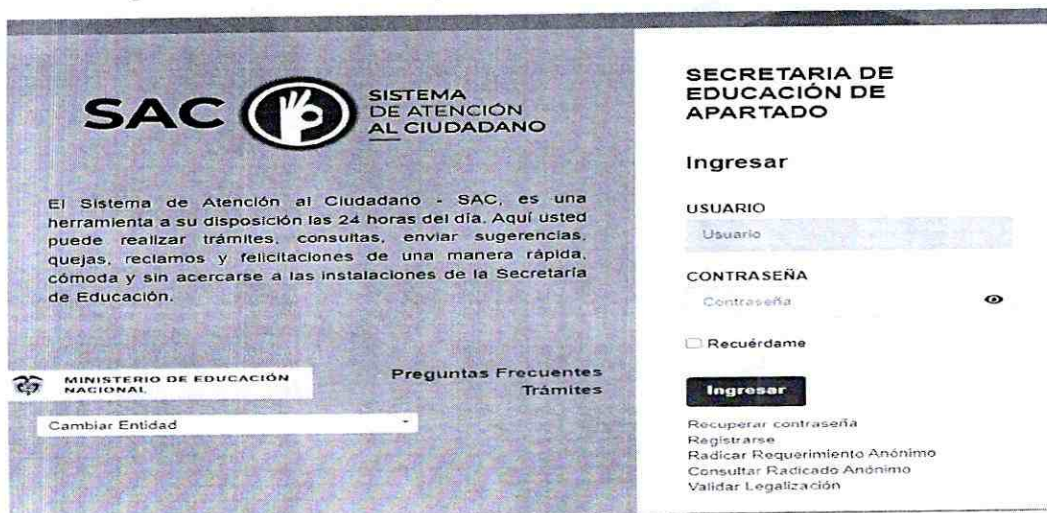 SAC
SISTEMA
DE ATENCIÓN
AL CIUDADANO
El Sistema de Atención al Ciudadano - SAC, es una
herramienta a su disposición las 24 horas del día. Aquí usted
puede realizar trámites, consultas, enviar sugerencias,
quejas, reclamos y felicitaciones de una manera rápida,
cómoda y sin acercarse a las instalaciones de la Secretaría
de Educación.
MINISTERIO DE EDUCACIÓN
NACIONAL
Preguntas Frecuentes
Trámites
Cambiar Entidad
SECRETARIA DE
EDUCACIÓN DE
APARTADO
Ingresar
USUARIO
Usuario
CONTRASEÑA
Contraseña
Recuérdame
Ingresar
Recuperar contraseña
Registrarse
Radicar Requerimiento Anónimo
Consultar Radicado Anónimo
Validar Legalización